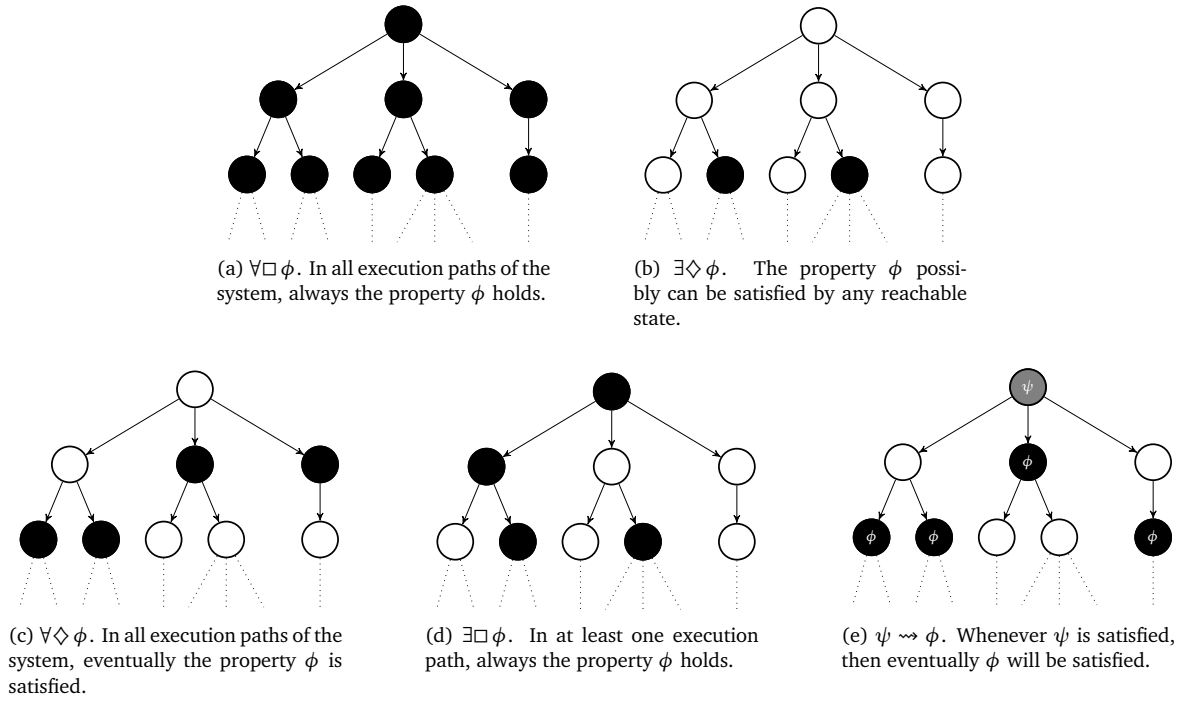 (a) ∀□ ϕ. In all execution paths of the
system, always the property ϕ holds.
(b) ∃◇ ϕ. The property ϕ possi-
bly can be satisfied by any reachable
state.
ψ
ϕ
ϕ
ϕ
ϕ
(c) ∀◇ ϕ. In all execution paths of the
system, eventually the property ϕ is
satisfied.
(d) ∃□ ϕ. In at least one execution
path, always the property ϕ holds.
(e) ψ ⇝ ϕ. Whenever ψ is satisfied,
then eventually ϕ will be satisfied.